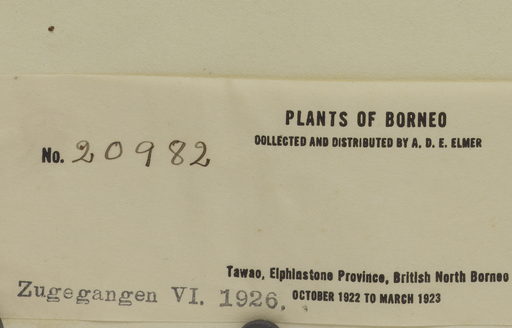 PLANTS OF BORNEO
COLLECTED AND DISTRIBUTED BY A. D. E. ELMER
No. 20982
Tawao, Elphinstone Province, British North Borneo
OCTOBER 1922 TO MARCH 1923
Zugegangen VI. 1926.